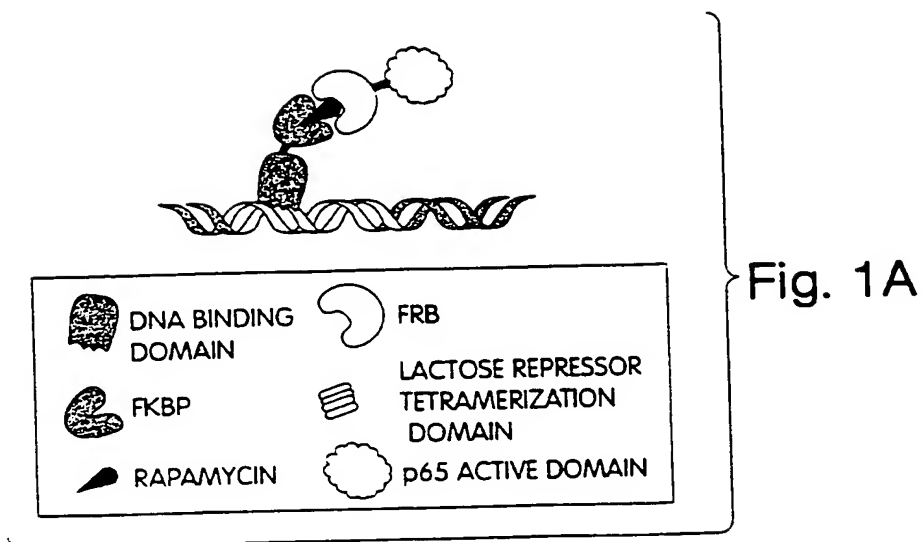 Fig. 1A
DNA BINDING
DOMAIN
FKBP
RAPAMYCIN
FRB
LACTOSE REPRESSOR
TETRAMERIZATION
DOMAIN
p65 ACTIVE DOMAIN